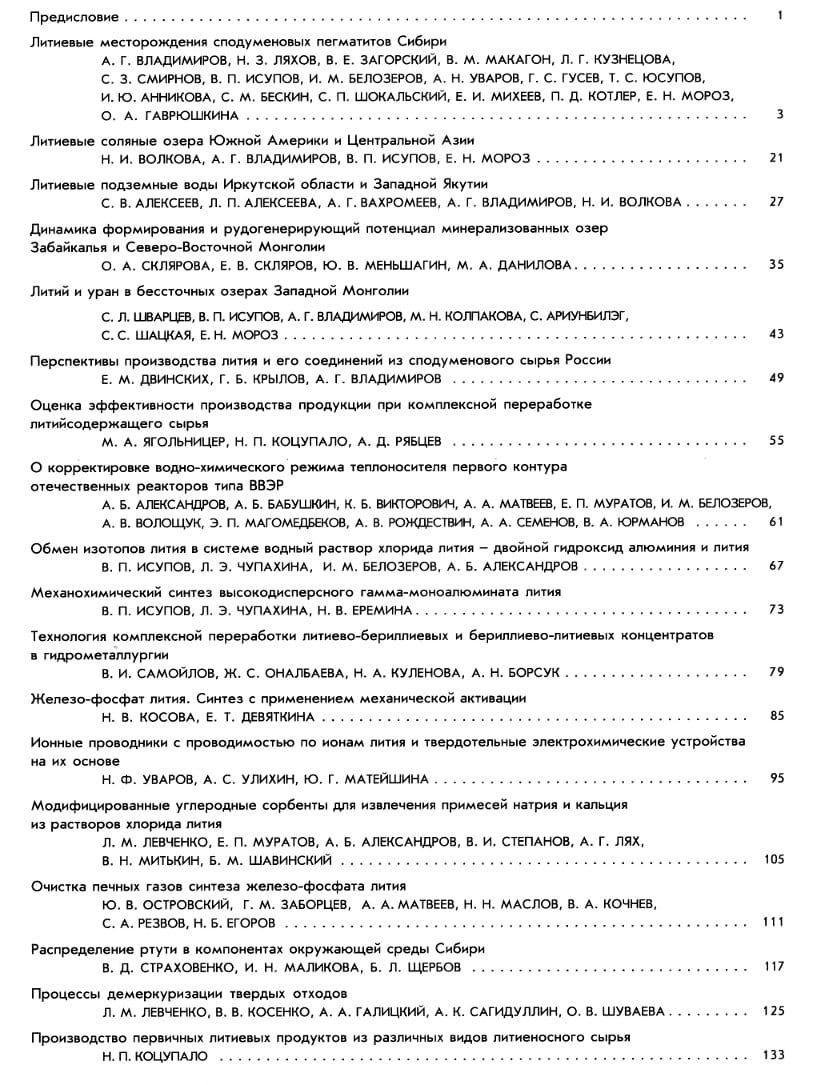 Предисловие 1
Литиевые месторождения сподуменовых пегматитов Сибири
А. Г. ВЛАДИМИРОВ, Н. З. ЛЯХОВ, В. Е. ЗАГОРСКИЙ, В. М. МАКАГОН, Л. Г. КУЗНЕЦОВА,
С. З. СМИРНОВ, В. П. ИСУПОВ, И. М. БЕЛОЗЕРОВ, А. Н. УВАРОВ, Г. С. ГУСЕВ, Т. С. ЮСУПОВ,
И. Ю. АННИКОВА, С. М. БЕСКИН, С. П. ШОКАЛЬСКИЙ, Е. И. МИХЕЕВ, П. Д. КОТЛЕР, Е. Н. МОРОЗ,
О. А. ГАВРЮШКИНА 3
Литиевые соляные озера Южной Америки и Центральной Азии
Н. И. ВОЛКОВА, А. Г. ВЛАДИМИРОВ, В. П. ИСУПОВ, Е. Н. МОРОЗ 21
Литиевые подземные воды Иркутской области и Западной Якутии
С. В. АЛЕКСЕЕВ, Л. П. АЛЕКСЕЕВА, А. Г. ВАХРОМЕЕВ, А. Г. ВЛАДИМИРОВ, Н. И. ВОЛКОВА 27
Динамика формирования и рудогенерирующий потенциал минерализованных озер
Забайкалья и Северо-Восточной Монголии
О. А. СКЛЯРОВА, Е. В. СКЛЯРОВ, Ю. В. МЕНЬШАГИН, М. А. ДАНИЛОВА 35
Литий и уран в бессточных озерах Западной Монголии
С. Л. ШВАРЦЕВ, В. П. ИСУПОВ, А. Г. ВЛАДИМИРОВ, М. Н. КОЛПАКОВА, С. АРИУНБИЛЭГ,
С. С. ШАЦКАЯ, Е. Н. МОРОЗ 43
Перспективы производства лития и его соединений из сподуменового сырья России
Е. М. ДВИНСКИХ, Г. Б. КРЫЛОВ, А. Г. ВЛАДИМИРОВ 49
Оценка эффективности производства продукции при комплексной переработке
литийсодержащего сырья
М. А. ЯГОЛЬНИЦЕР, Н. П. КОЦУПАЛО, А. Д. РЯБЦЕВ 55
О корректировке водно-химического режима теплоносителя первого контура
отечественных реакторов типа ВВЭР
А. Б. АЛЕКСАНДРОВ, А. Б. БАБУШКИН, К. Б. ВИКТОРОВИЧ, А. А. МАТВЕЕВ, Е. П. МУРАТОВ, И. М. БЕЛОЗЕРОВ,
А. В. ВОЛОЩУК, Э. П. МАГОМЕДБЕКОВ, А. В. РОЖДЕСТВИН, А. А. СЕМЕНОВ, В. А. ЮРМАНОВ 61
Обмен изотопов лития в системе водный раствор хлорида лития – двойной гидроксид алюминия и лития
В. П. ИСУПОВ, Л. Э. ЧУПАХИНА, И. М. БЕЛОЗЕРОВ, А. Б. АЛЕКСАНДРОВ 67
Механохимический синтез высокодисперсного гамма-моноалюмината лития
В. П. ИСУПОВ, Л. Э. ЧУПАХИНА, Н. В. ЕРЕМИНА 73
Технология комплексной переработки литиево-бериллиевых и бериллиево-литиевых концентратов
в гидрометаллургии
В. И. САМОЙЛОВ, Ж. С. ОНАЛБАЕВА, Н. А. КУЛЕНОВА, А. Н. БОРСУК 79
Железо-фосфат лития. Синтез с применением механической активации
Н. В. КОСОВА, Е. Т. ДЕВЯТКИНА 85
Ионные проводники с проводимостью по ионам лития и твердотельные электрохимические устройства
на их основе
Н. Ф. УВАРОВ, А. С. УЛИХИН, Ю. Г. МАТЕЙШИНА 95
Модифицированные углеродные сорбенты для извлечения примесей натрия и кальция
из растворов хлорида лития
Л. М. ЛЕВЧЕНКО, Е. П. МУРАТОВ, А. Б. АЛЕКСАНДРОВ, В. И. СТЕПАНОВ, А. Г. ЛЯХ,
В. Н. МИТЬКИН, Б. М. ШАВИНСКИЙ 105
Очистка печных газов синтеза железо-фосфата лития
Ю. В. ОСТРОВСКИЙ, Г. М. ЗАБОРЦЕВ, А. А. МАТВЕЕВ, Н. Н. МАСЛОВ, В. А. КОЧНЕВ,
С. А. РЕЗВОВ, Н. Б. ЕГОРОВ 111
Распределение ртути в компонентах окружающей среды Сибири
В. Д. СТРАХОВЕНКО, И. Н. МАЛИКОВА, Б. Л. ЩЕРБОВ 117
Процессы демеркуризации твердых отходов
Л. М. ЛЕВЧЕНКО, В. В. КОСЕНКО, А. А. ГАЛИЦКИЙ, А. К. САГИДУЛЛИН, О. В. ШУВАЕВА 125
Производство первичных литиевых продуктов из различных видов литиеносного сырья
Н. П. КОЦУПАЛО 133